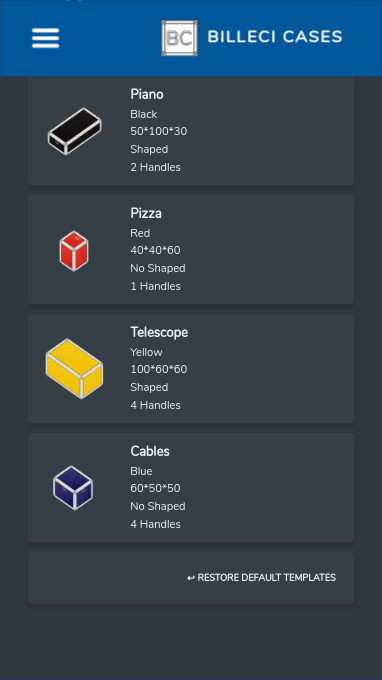 BC BILLECI CASES
Piano
Black
50*100*30
Shaped
2 Handles
Pizza
Red
40*40*60
No Shaped
1 Handles
Telescope
Yellow
100*60*60
Shaped
4 Handles
Cables
Blue
60*50*50
No Shaped
4 Handles
↩ RESTORE DEFAULT TEMPLATES